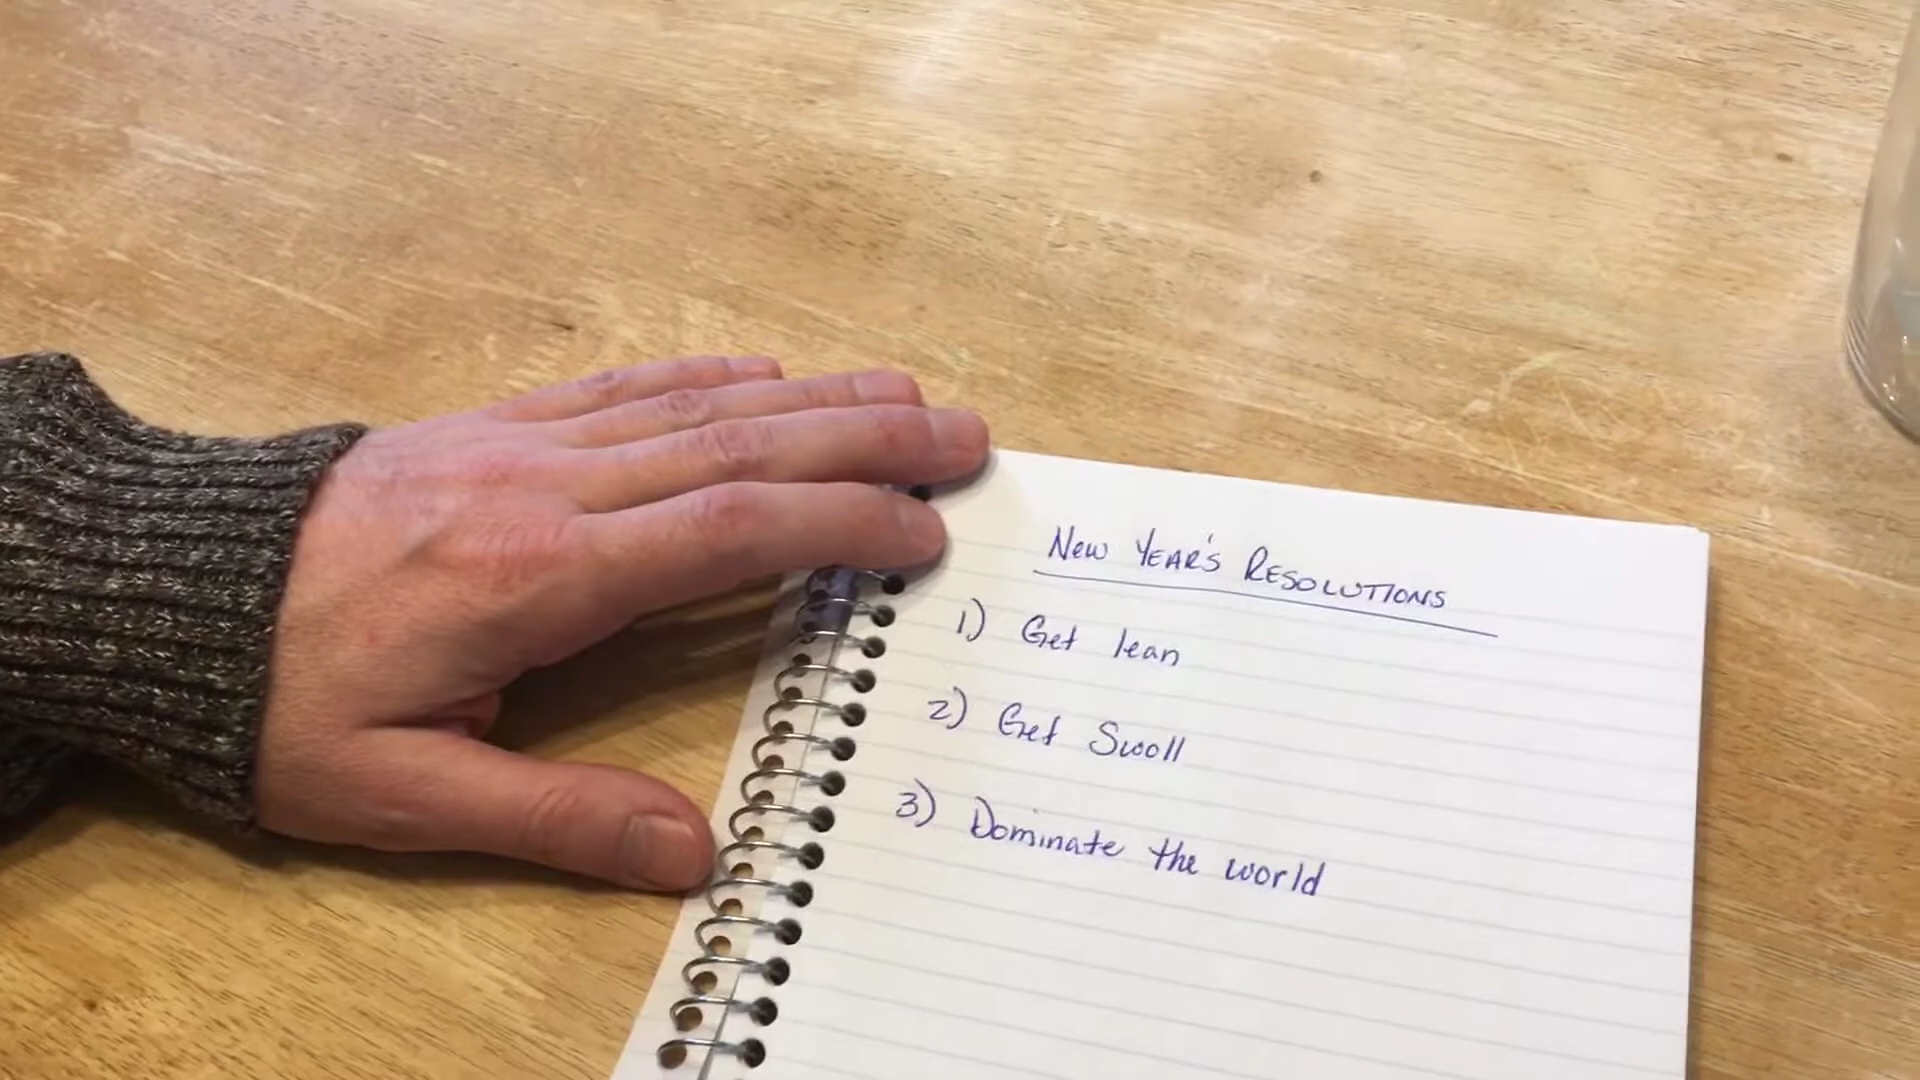 New Year's Resolutions
1) Get lean
2) Get Swoll
3) Dominate the world